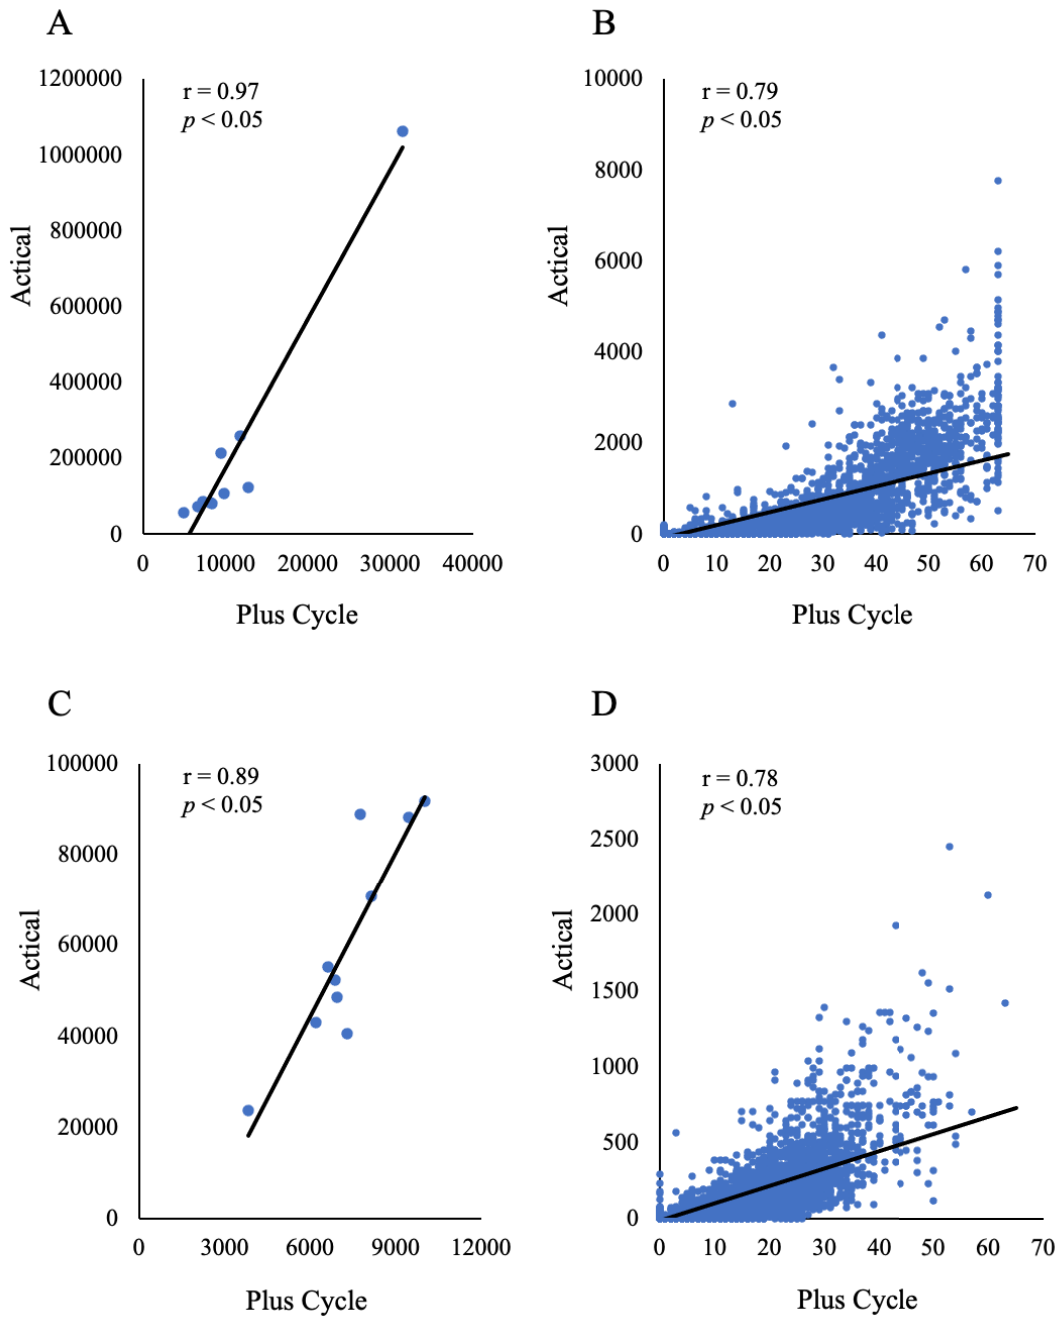 A
r = 0.97
p < 0.05
1200000
1000000
800000
600000
400000
200000
0
Actical
0 10000 20000 30000 40000
Plus Cycle
B
r = 0.79
p < 0.05
10000
8000
6000
4000
2000
0
Actical
0 10 20 30 40 50 60 70
Plus Cycle
C
r = 0.89
p < 0.05
100000
80000
60000
40000
20000
0
Actical
0 3000 6000 9000 12000
Plus Cycle
D
r = 0.78
p < 0.05
3000
2500
2000
1500
1000
500
0
Actical
0 10 20 30 40 50 60 70
Plus Cycle